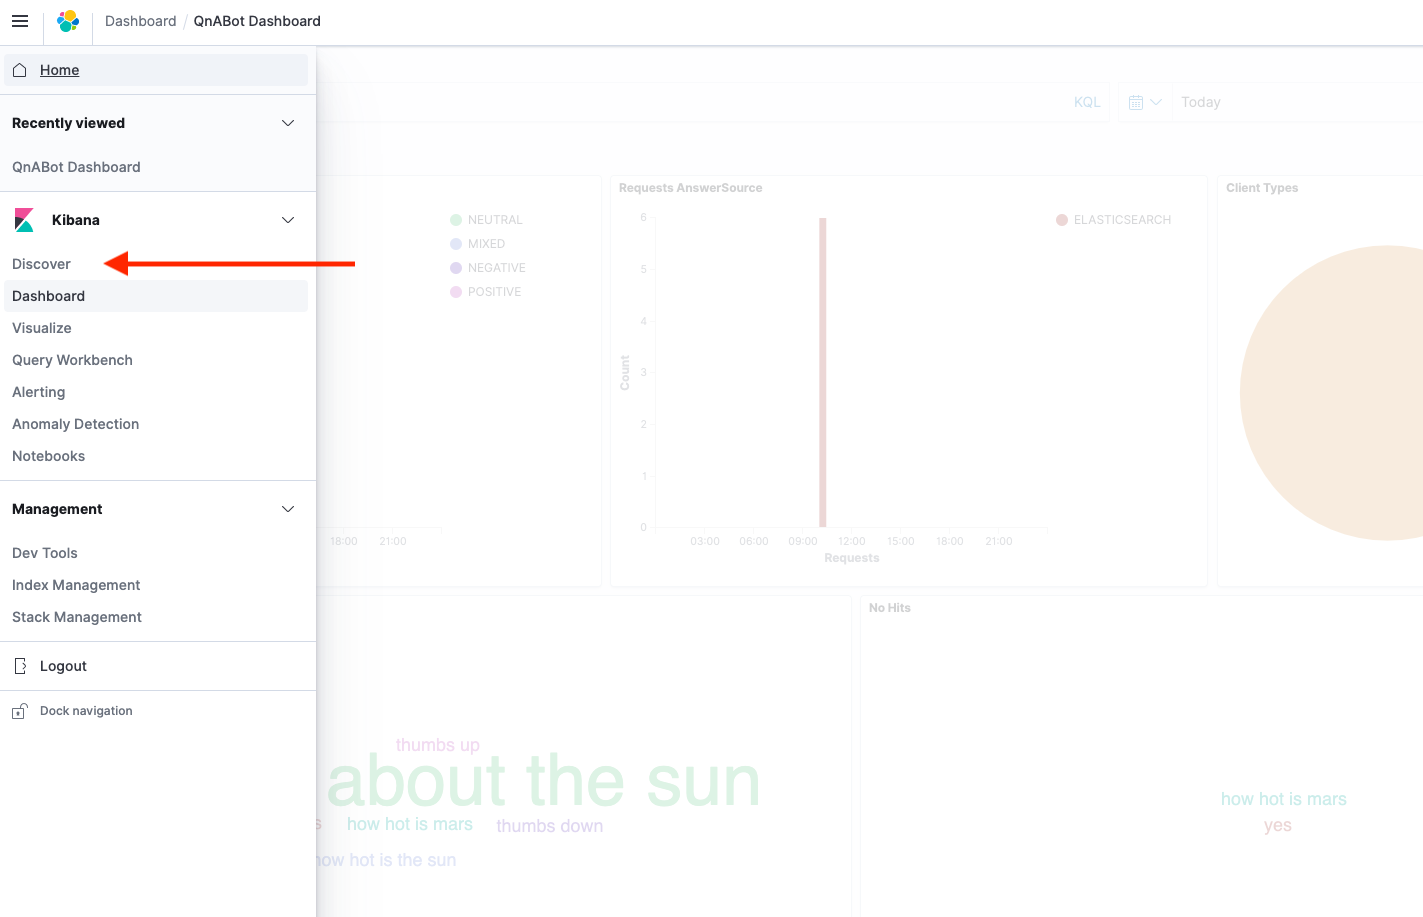 Dashboard / QnABot Dashboard
Home
Recently viewed
QnABot Dashboard
Kibana
Discover
Dashboard
Visualize
Query Workbench
Alerting
Anomaly Detection
Notebooks
Management
Dev Tools
Index Management
Stack Management
Logout
Dock navigation
KQL
Today
NEUTRAL
MIXED
NEGATIVE
POSITIVE
18:00 21:00
Requests AnswerSource
ELASTICSEARCH
6
5
4
3
2
1
0
Count
03:00 06:00 09:00 12:00 15:00 18:00 21:00
Requests
Client Types
thumbs up
about the sun
s how hot is mars thumbs down
how hot is the sun
No Hits
how hot is mars
yes